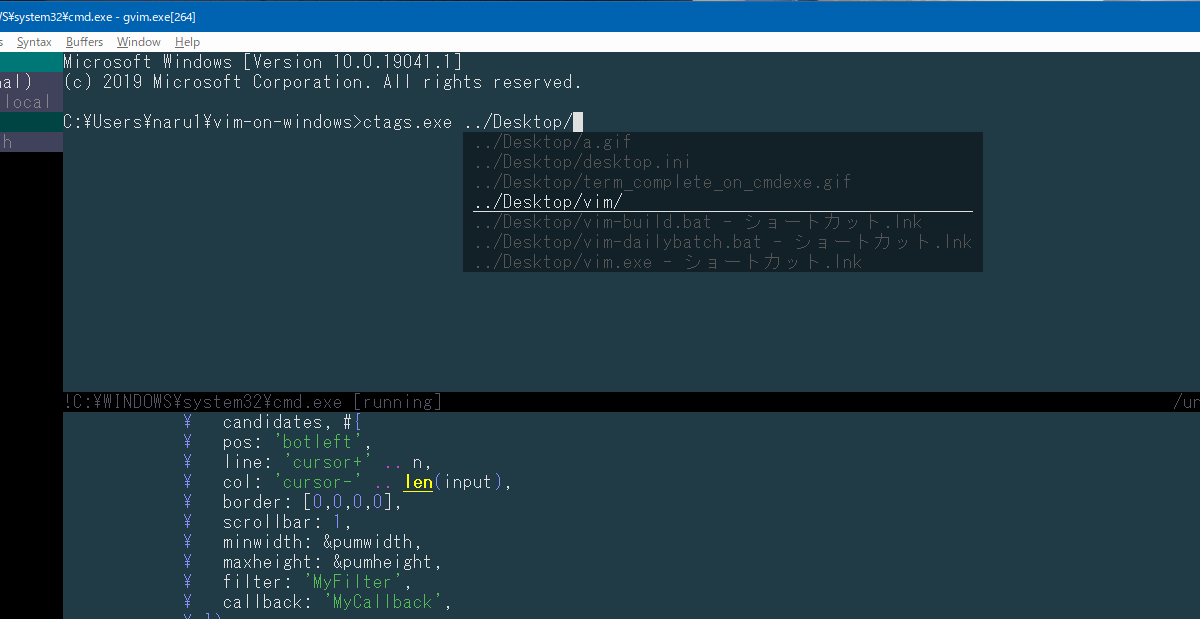 WS¥system32¥cmd.exe - gvim.exe[264]
s Syntax Buffers Window Help
Microsoft Windows [Version 10.0.19041.1]
nal) (c) 2019 Microsoft Corporation. All rights reserved.
local
C:¥Users¥naru1¥vim-on-windows>ctags.exe ../Desktop/
h ../Desktop/a.gif
../Desktop/desktop.ini
../Desktop/term_complete_on_cmdexe.gif
../Desktop/vim/
../Desktop/vim-build.bat - ショートカット.lnk
../Desktop/vim-dailybatch.bat - ショートカット.lnk
../Desktop/vim.exe - ショートカット.lnk
!C:¥WINDOWS¥system32¥cmd.exe [running] /un
¥ candidates, #{
¥ pos: 'botleft',
¥ line: 'cursor+' .. n,
¥ col: 'cursor-' .. len(input),
¥ border: [0,0,0,0],
¥ scrollbar: 1,
¥ minwidth: &pumwidth,
¥ maxheight: &pumheight,
¥ filter: 'MyFilter',
¥ callback: 'MyCallback',
¥ })